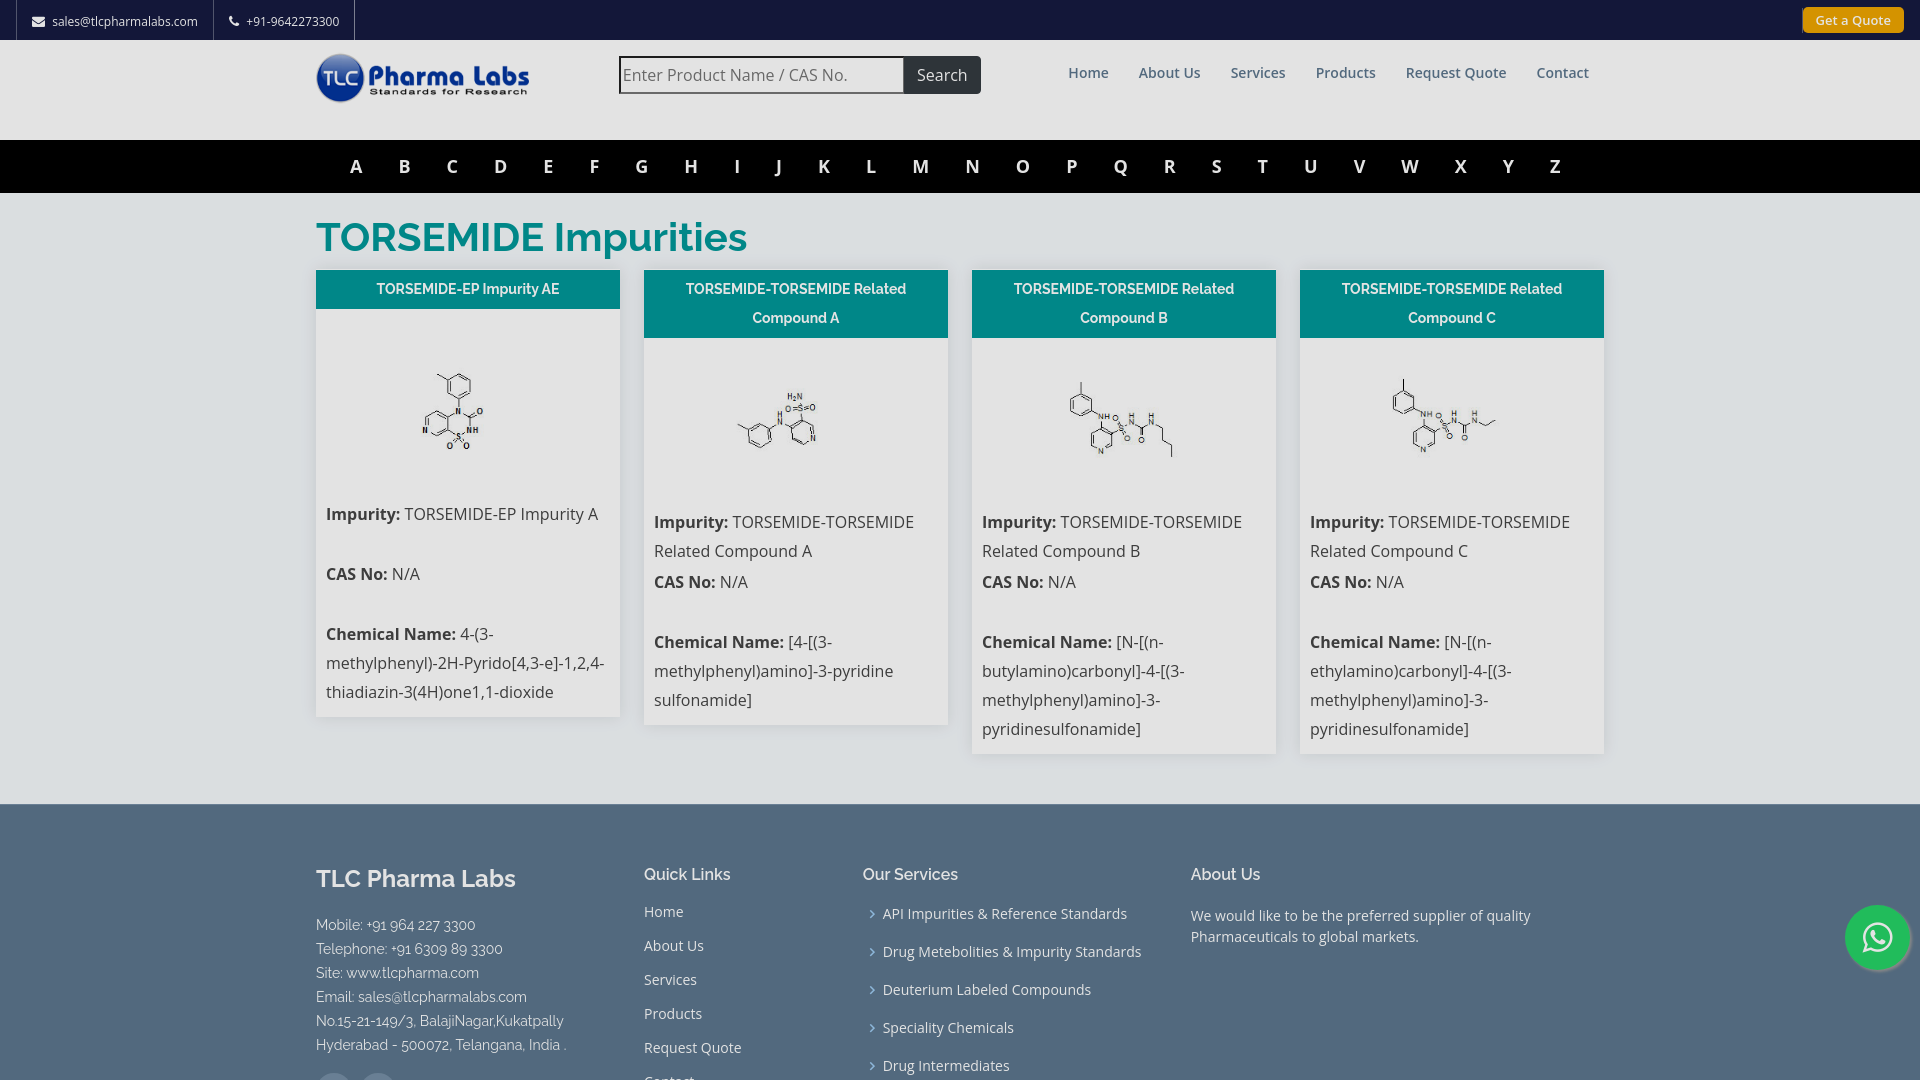 sales@tlcpharmalabs.com
+91-9642273300
Get a Quote
TLC Pharma Labs
Standards for Research
Enter Product Name / CAS No.
Search
Home
About Us
Services
Products
Request Quote
Contact
A B C D E F G H I J K L M N O P Q R S T U V W X Y Z
TORSEMIDE Impurities
TORSEMIDE-EP Impurity AE
Impurity: TORSEMIDE-EP Impurity A
CAS No: N/A
Chemical Name: 4-(3-
methylphenyl)-2H-Pyrido[4,3-e]-1,2,4-
thiadiazin-3(4H)one1,1-dioxide
TORSEMIDE-TORSEMIDE Related
Compound A
Impurity: TORSEMIDE-TORSEMIDE
Related Compound A
CAS No: N/A
Chemical Name: [4-[(3-
methylphenyl)amino]-3-pyridine
sulfonamide]
TORSEMIDE-TORSEMIDE Related
Compound B
Impurity: TORSEMIDE-TORSEMIDE
Related Compound B
CAS No: N/A
Chemical Name: [N-[(n-
butylamino)carbonyl]-4-[(3-
methylphenyl)amino]-3-
pyridinesulfonamide]
TORSEMIDE-TORSEMIDE Related
Compound C
Impurity: TORSEMIDE-TORSEMIDE
Related Compound C
CAS No: N/A
Chemical Name: [N-[(n-
ethylamino)carbonyl]-4-[(3-
methylphenyl)amino]-3-
pyridinesulfonamide]
TLC Pharma Labs
Mobile: +91 964 227 3300
Telephone: +91 6309 89 3300
Site: www.tlcpharma.com
Email: sales@tlcpharmalabs.com
No.15-21-149/3, BalajiNagar,Kukatpally
Hyderabad - 500072, Telangana, India .
Quick Links
Home
About Us
Services
Products
Request Quote
Contact
Our Services
API Impurities & Reference Standards
Drug Metebolities & Impurity Standards
Deuterium Labeled Compounds
Speciality Chemicals
Drug Intermediates
About Us
We would like to be the preferred supplier of quality
Pharmaceuticals to global markets.